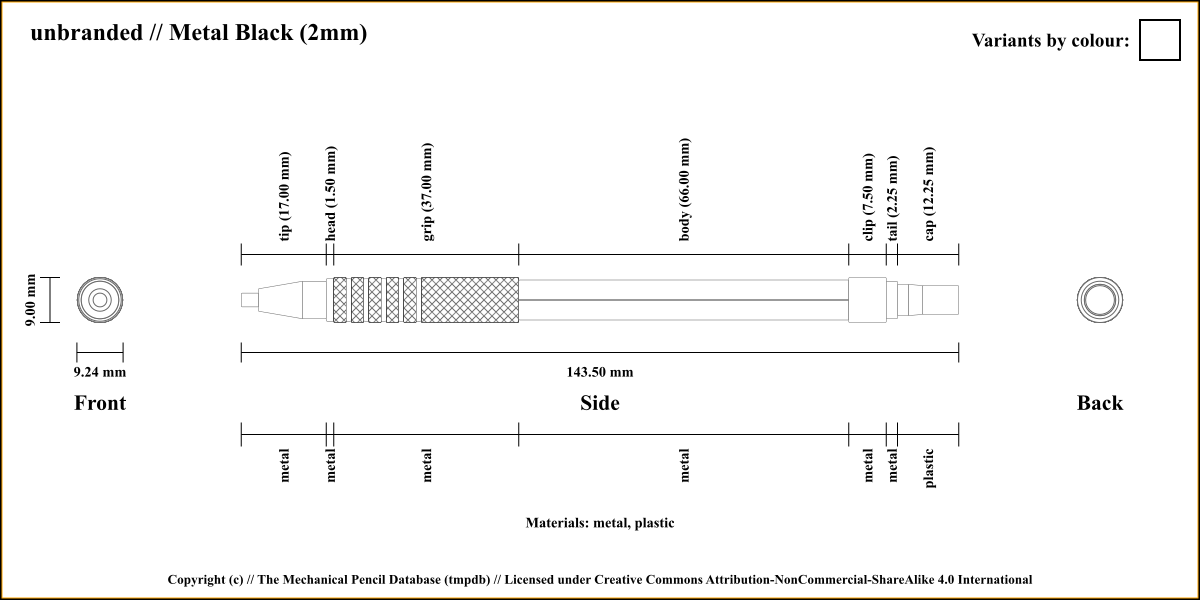 unbranded // Metal Black (2mm)
Variants by colour:
tip (17.00 mm)
head (1.50 mm)
grip (37.00 mm)
body (66.00 mm)
clip (7.50 mm)
tail (2.25 mm)
cap (12.25 mm)
9.00 mm
9.24 mm
143.50 mm
Front
Side
Back
metal
metal
metal
metal
metal
metal
plastic
Materials: metal, plastic
Copyright (c) // The Mechanical Pencil Database (tmpdb) // Licensed under Creative Commons Attribution-NonCommercial-ShareAlike 4.0 International